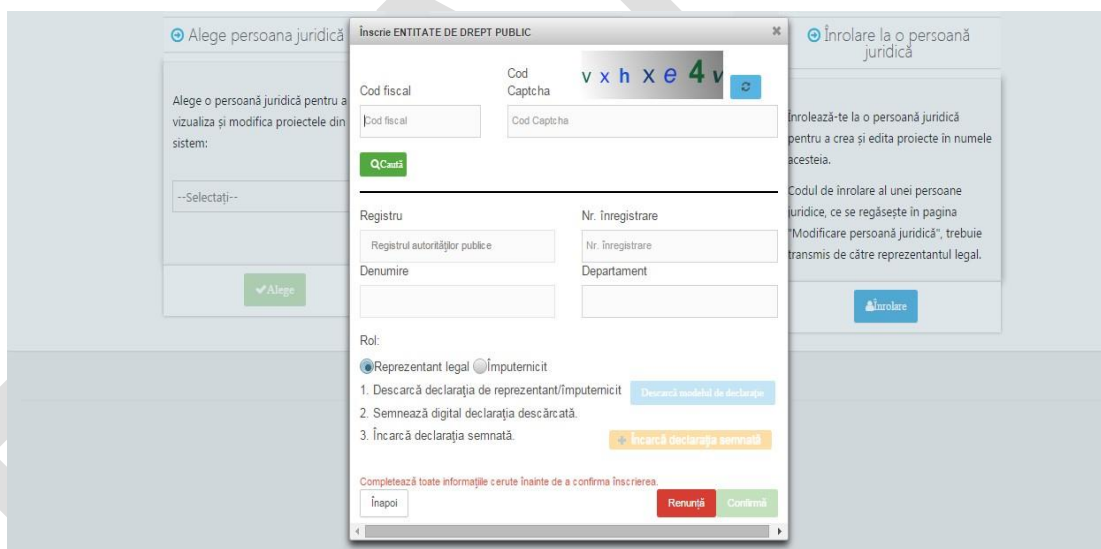 Alege persoana juridică
Alege o persoană juridică pentru a
vizualiza și modifica proiectele din
sistem:
--Selectați--
Alege
Înscrie ENTITATE DE DREPT PUBLIC
Cod fiscal
Cod
Captcha
v x h x e 4 v
Cod fiscal
Cod Captcha
Caută
Registru
Nr. înregistrare
Registrul autorităților publice
Nr. înregistrare
Denumire
Departament
Rol:
Reprezentant legal Împuternicit
1. Descarcă declarația de reprezentant/împuternicit
Descarcă modelul de declarație
2. Semnează digital declarația descărcată.
3. Încarcă declarația semnată.
Încarcă declarația semnată
Completează toate informațiile cerute înainte de a confirma înscrierea.
Înapoi
Renunță
Confirmă
Înrolare la o persoană
juridică
Înrolează-te la o persoană juridică
pentru a crea și edita proiecte în numele
acesteia.
Codul de inrolare al unei persoane
juridice, ce se regăsește in pagina
"Modificare persoană juridică", trebuie
transmis de către reprezentantul legal.
Înrolare